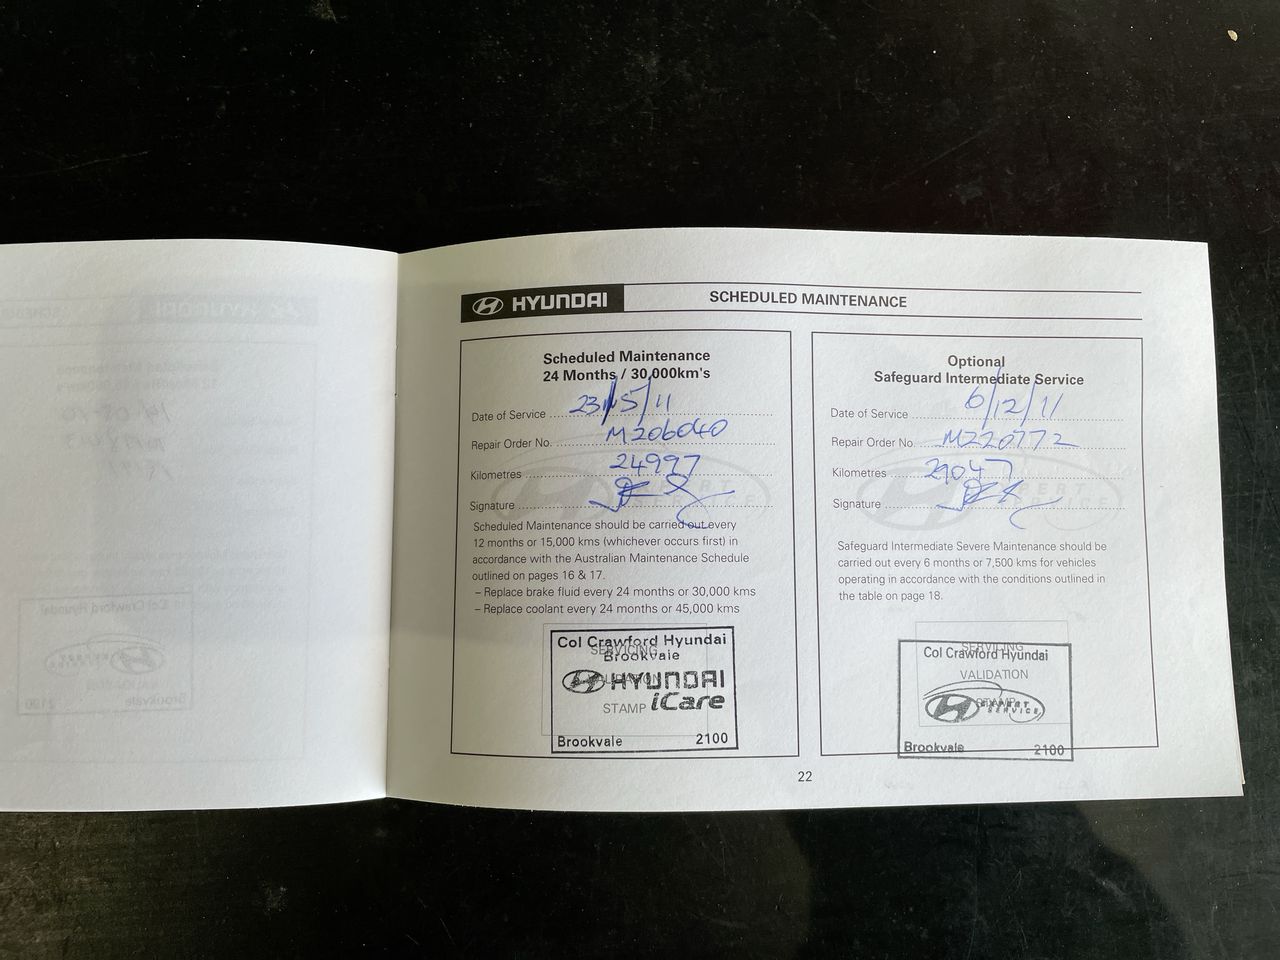 HYUNDAI
SCHEDULED MAINTENANCE
Scheduled Maintenance
24 Months / 30,000km's
Date of Service 23/5/11
Repair Order No. M206040
Kilometres 24997
Signature
Scheduled Maintenance should be carried out every
12 months or 15,000 kms (whichever occurs first) in
accordance with the Australian Maintenance Schedule
outlined on pages 16 & 17.
– Replace brake fluid every 24 months or 30,000 kms
– Replace coolant every 24 months or 45,000 kms
SERVICING
VALIDATION
STAMP
Col Crawford Hyundai
Brookvale
HYUNDAI
iCare
Brookvale 2100
Optional
Safeguard Intermediate Service
Date of Service 6/12/11
Repair Order No. M220772
Kilometres 29047
Signature
Safeguard Intermediate Severe Maintenance should be
carried out every 6 months or 7,500 kms for vehicles
operating in accordance with the conditions outlined in
the table on page 18.
SERVICING
VALIDATION
STAMP
Col Crawford Hyundai
EXPERT
SERVICE
Brookvale 2100
22